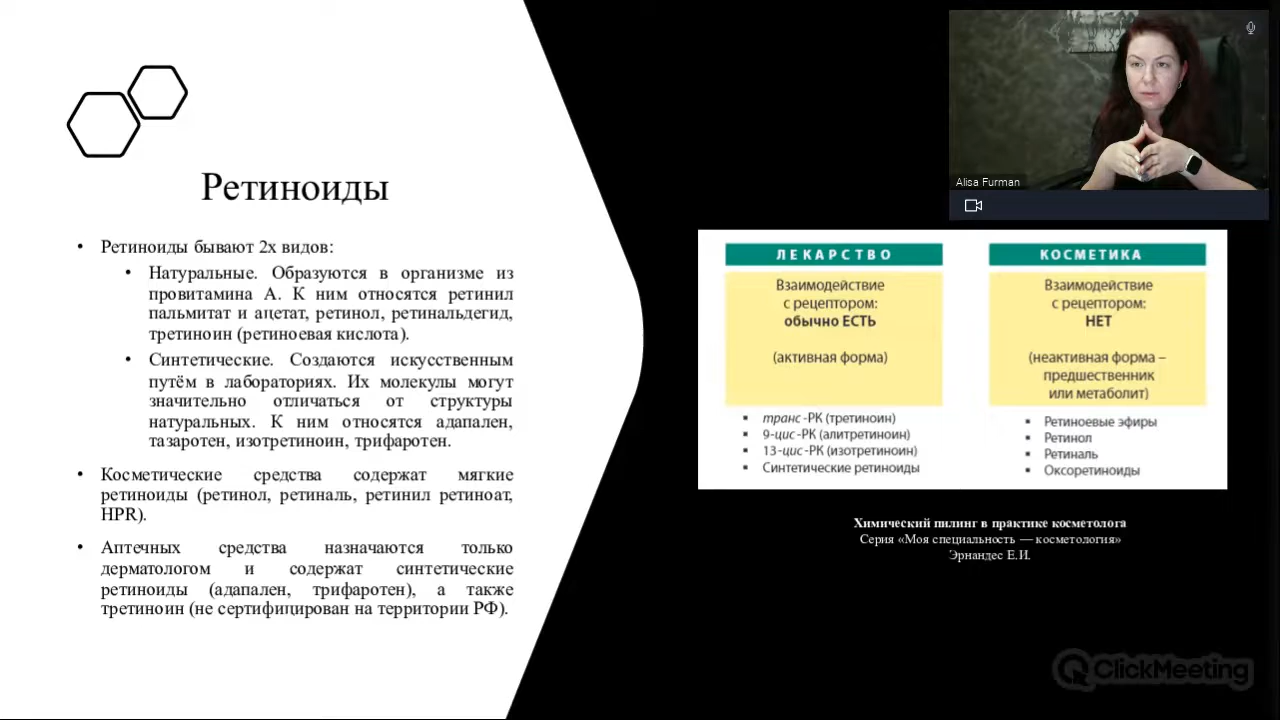 Ретиноиды
• Ретиноиды бывают 2х видов:
• Натуральные. Образуются в организме из
провитамина А. К ним относятся ретинил
пальмитат и ацетат, ретинол, ретинальдегид,
третиноин (ретиноевая кислота).
• Синтетические. Создаются искусственным
путём в лабораториях. Их молекулы могут
значительно отличаться от структуры
натуральных. К ним относятся адапален,
тазаротен, изотретиноин, трифаротен.
• Косметические средства содержат мягкие
ретиноиды (ретинол, ретиналь, ретинил ретиноат,
HPR).
• Аптечных средства назначаются только
дерматологом и содержат синтетические
ретиноиды (адапален, трифаротен), а также
третиноин (не сертифицирован на территории РФ).
Alisa Furman
ЛЕКАРСТВО
Взаимодействие
с рецептором:
обычно ЕСТЬ
(активная форма)
▪ транс-РК (третиноин)
▪ 9-цис-РК (алитретиноин)
▪ 13-цис-РК (изотретиноин)
▪ Синтетические ретиноиды
КОСМЕТИКА
Взаимодействие
с рецептором:
НЕТ
(неактивная форма –
предшественник
или метаболит)
▪ Ретиноевые эфиры
▪ Ретинол
▪ Ретиналь
▪ Оксоретиноиды
Химический пилинг в практике косметолога
Серия «Моя специальность — косметология»
Эрнандес Е.И.
ClickMeeting